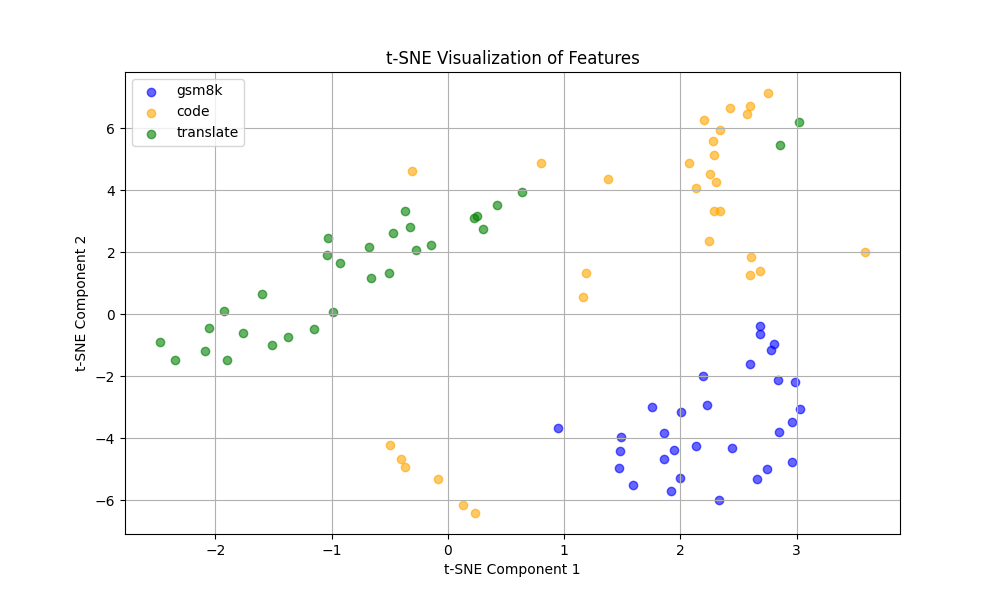 t-SNE Visualization of Features
gsm8k
code
translate
6
4
2
0
−2
−4
−6
t-SNE Component 2
−2
−1
0
1
2
3
t-SNE Component 1